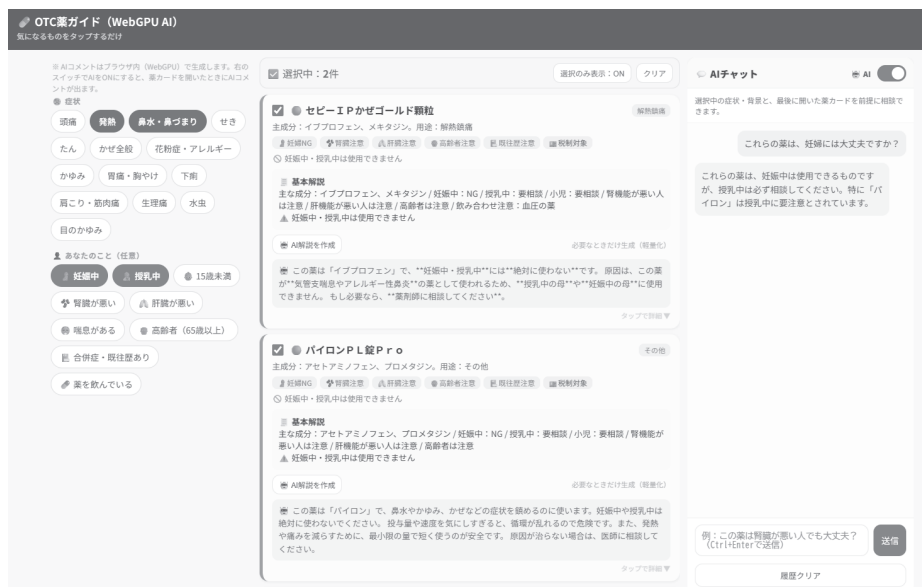 OTC薬ガイド（WebGPU AI）
気になるものをタップするだけ
※ AIコメントはブラウザ内（WebGPU）で生成します。右の
スイッチでAIをONにすると、薬カードを開いたときにAIコメ
ントが出ます。
症状
頭痛 発熱 鼻水・鼻づまり せき
たん かぜ全般 花粉症・アレルギー
かゆみ 胃痛・胸やけ 下痢
肩こり・筋肉痛 生理痛 水虫
目のかゆみ
あなたのこと（任意）
妊娠中 授乳中 15歳未満
腎臓が悪い 肝臓が悪い
喘息がある 高齢者（65歳以上）
合併症・既往歴あり
薬を飲んでいる
選択中：2件 選択のみ表示：ON クリア
セピーＩＰかぜゴールド顆粒 解熱鎮痛
主成分：イブプロフェン、メキタジン。用途：解熱鎮痛
妊娠NG 腎臓注意 肝臓注意 高齢者注意 既往歴注意 税制対象
妊娠中・授乳中は使用できません
基本解説
主な成分：イブプロフェン、メキタジン / 妊娠中：NG / 授乳中：要相談 / 小児：要相談 / 腎機能が悪い人
は注意 / 肝機能が悪い人は注意 / 高齢者は注意 / 飲み合わせ注意：血圧の薬
妊娠中・授乳中は使用できません
AI解説を作成 必要なときだけ生成（軽量化）
この薬は「イブプロフェン」で、**妊娠中・授乳中**には**絶対に使わない**です。 原因は、この薬
が**気管支喘息やアレルギー性鼻炎**の薬として使われるため、**授乳中の母**や**妊娠中の母**に使用
できません。 もし必要なら、**薬剤師に相談してください**。
タップで詳細▼
パイロンＰＬ錠Ｐｒｏ その他
主成分：アセトアミノフェン、プロメタジン。用途：その他
妊娠NG 腎臓注意 肝臓注意 高齢者注意 既往歴注意 税制対象
妊娠中・授乳中は使用できません
基本解説
主な成分：アセトアミノフェン、プロメタジン / 妊娠中：NG / 授乳中：要相談 / 小児：要相談 / 腎機能が
悪い人は注意 / 肝機能が悪い人は注意 / 高齢者は注意
妊娠中・授乳中は使用できません
AI解説を作成 必要なときだけ生成（軽量化）
この薬は「パイロン」で、鼻水やかゆみ、かぜなどの症状を鎮めるのに使います。妊娠中や授乳中は
絶対に使わないでください。 投与量や速度を気にしすぎると、循環が乱れるので危険です。また、発熱
や痛みを減らすために、最小限の量で短く使うのが安全です。 原因が治らない場合は、医師に相談して
ください。
タップで詳細▼
AIチャット AI
選択中の症状・背景と、最後に開いた薬カードを前提に相談で
きます。
これらの薬は、妊婦には大丈夫ですか？
これらの薬は、妊娠中は使用できるものです
が、授乳中は必ず相談してください。特に「パ
イロン」は授乳中に要注意とされています。
例：この薬は腎臓が悪い人でも大丈夫？
（Ctrl+Enterで送信）
送信
履歴クリア